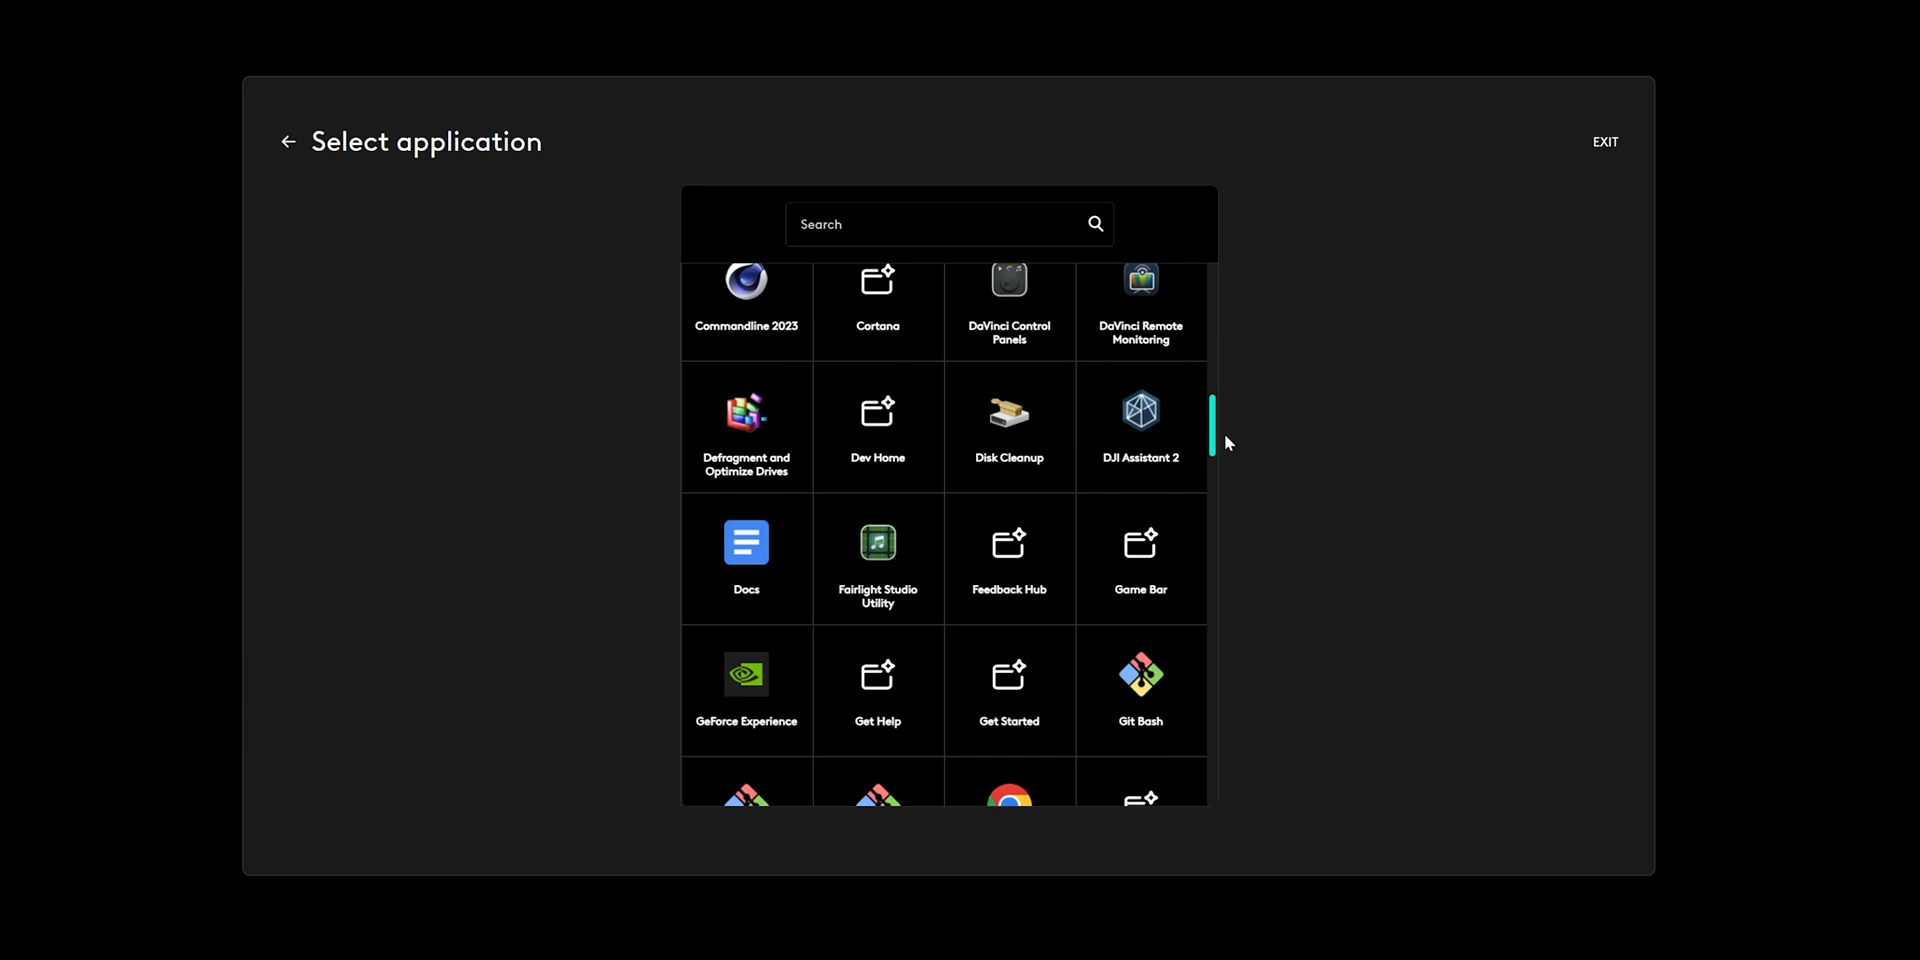 Select application
EXIT
Search
Commandline 2023
Cortana
DaVinci Control
Panels
DaVinci Remote
Monitoring
Defragment and
Optimize Drives
Dev Home
Disk Cleanup
DJI Assistant 2
Docs
Fairlight Studio
Utility
Feedback Hub
Game Bar
GeForce Experience
Get Help
Get Started
Git Bash